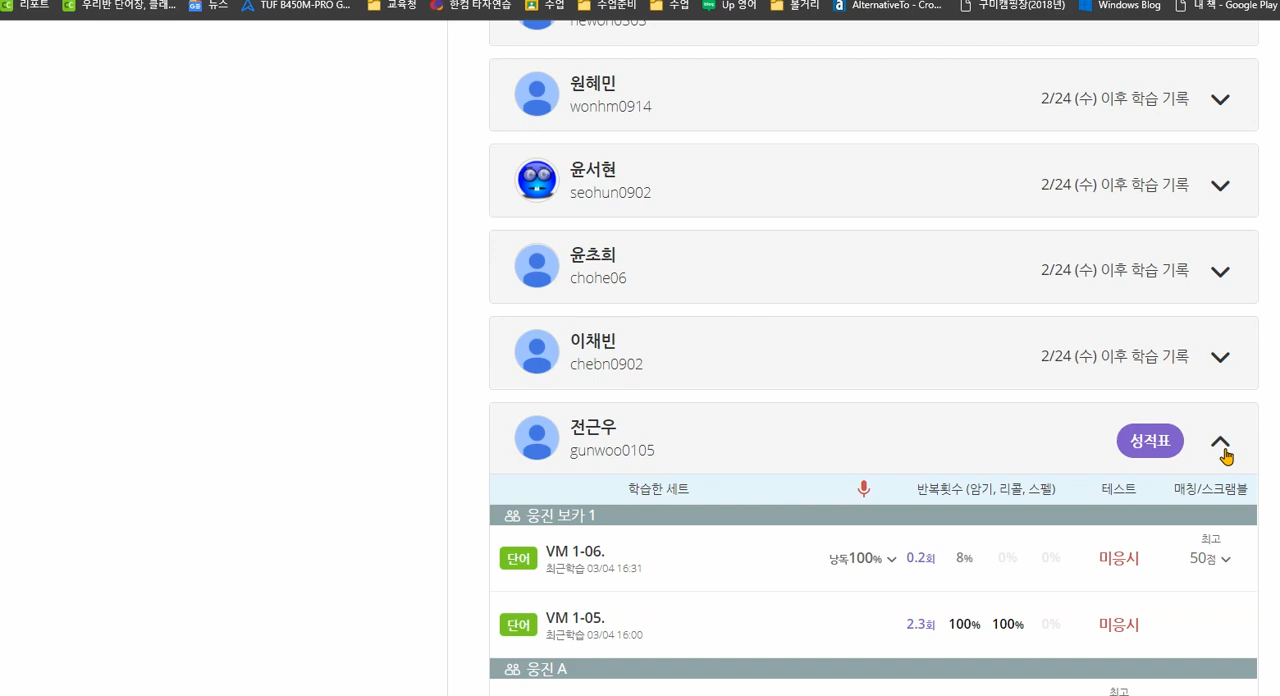 리포트 우리반 단어장, 클래... 뉴스 TUF B450M-PRO G... 교육청 한컴 타자연습 수업 수업준비 수업 Up 영어 볼거리 AlternativeTo - Cro... 구미캠핑장(2018년) Windows Blog 내 책 - Google Play
newon0303
원혜민
wonhm0914
2/24 (수) 이후 학습 기록
윤서현
seohun0902
2/24 (수) 이후 학습 기록
윤초희
chohe06
2/24 (수) 이후 학습 기록
이채빈
chebn0902
2/24 (수) 이후 학습 기록
전근우
gunwoo0105
성적표
학습한 세트 반복횟수 (암기, 리콜, 스펠) 테스트 매칭/스크램블
웅진 보카 1
단어 VM 1-06. 낭독100% 0.2회 8% 0% 0% 미응시 최고
최근학습 03/04 16:31 50점
단어 VM 1-05. 2.3회 100% 100% 0% 미응시
최근학습 03/04 16:00
웅진 A
최고